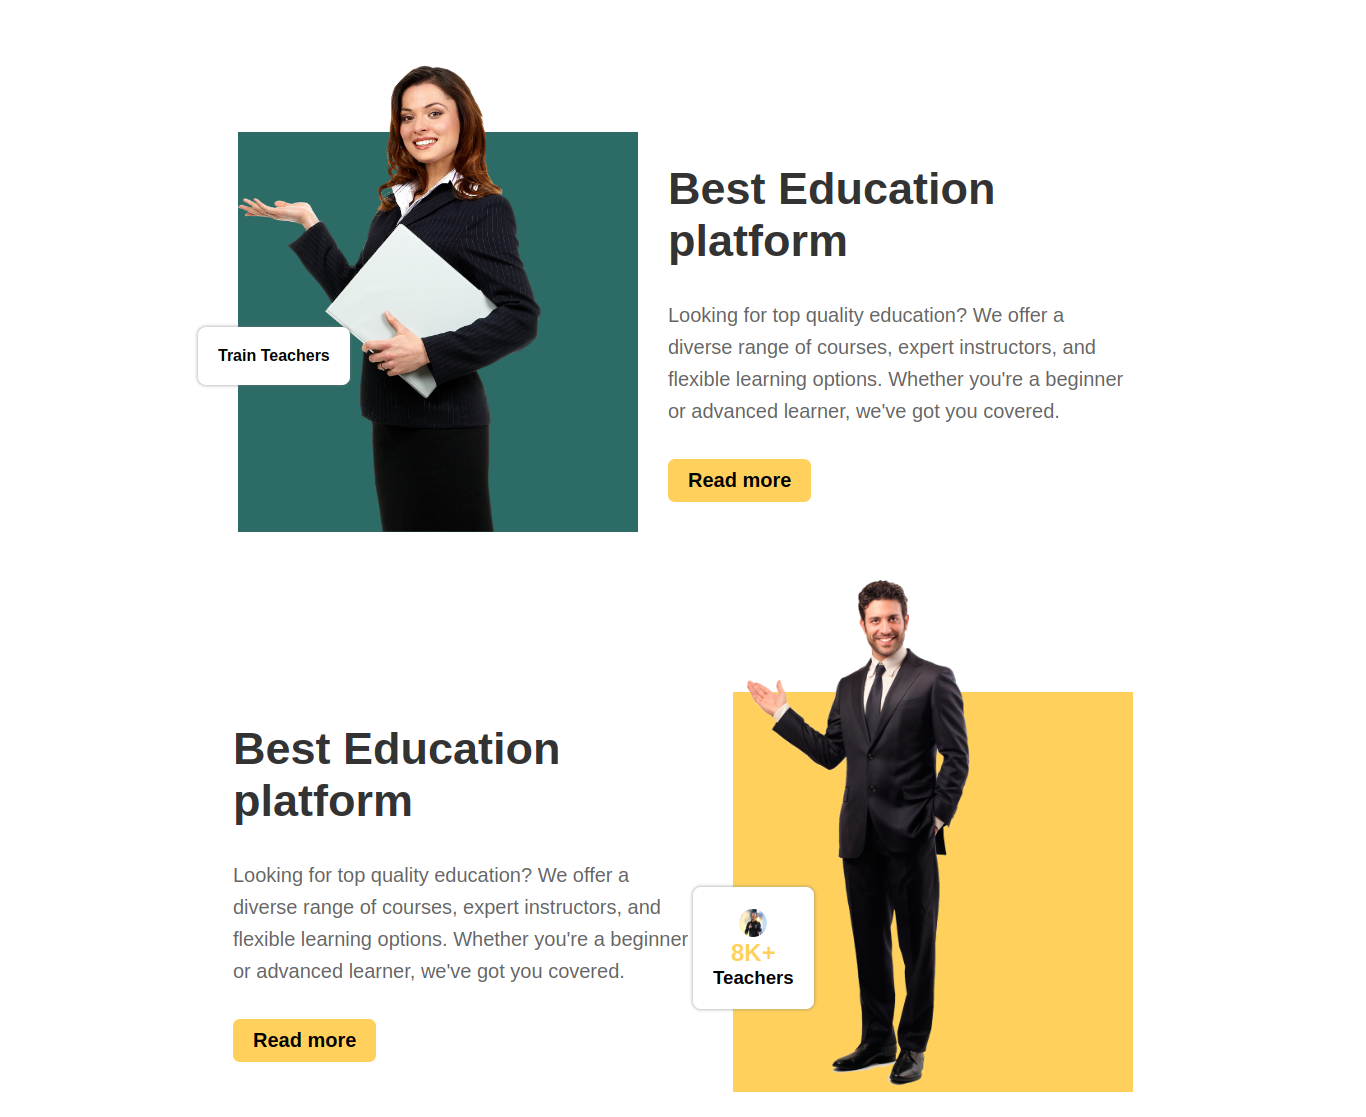 Best Education
platform
Looking for top quality education? We offer a
diverse range of courses, expert instructors, and
flexible learning options. Whether you're a beginner
or advanced learner, we've got you covered.
Read more
Train Teachers
Best Education
platform
Looking for top quality education? We offer a
diverse range of courses, expert instructors, and
flexible learning options. Whether you're a beginner
or advanced learner, we've got you covered.
Read more
8K+
Teachers